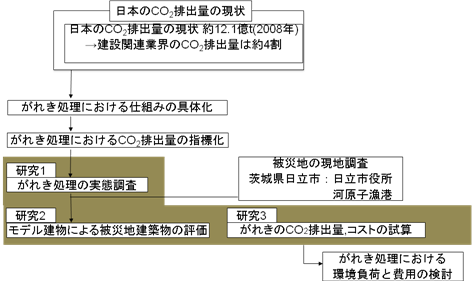 日本のCO₂排出量の現状
日本のCO₂排出量の現状 約12.1億t(2008年)
→建設関連業界のCO₂排出量は約4割
がれき処理における仕組みの具体化
がれき処理におけるCO₂排出量の指標化
研究1
がれき処理の実態調査
被災地の現地調査
茨城県日立市：日立市役所
河原子漁港
研究2
モデル建物による被災地建築物の評価
研究3
がれきのCO₂排出量,コストの試算
がれき処理における
環境負荷と費用の検討